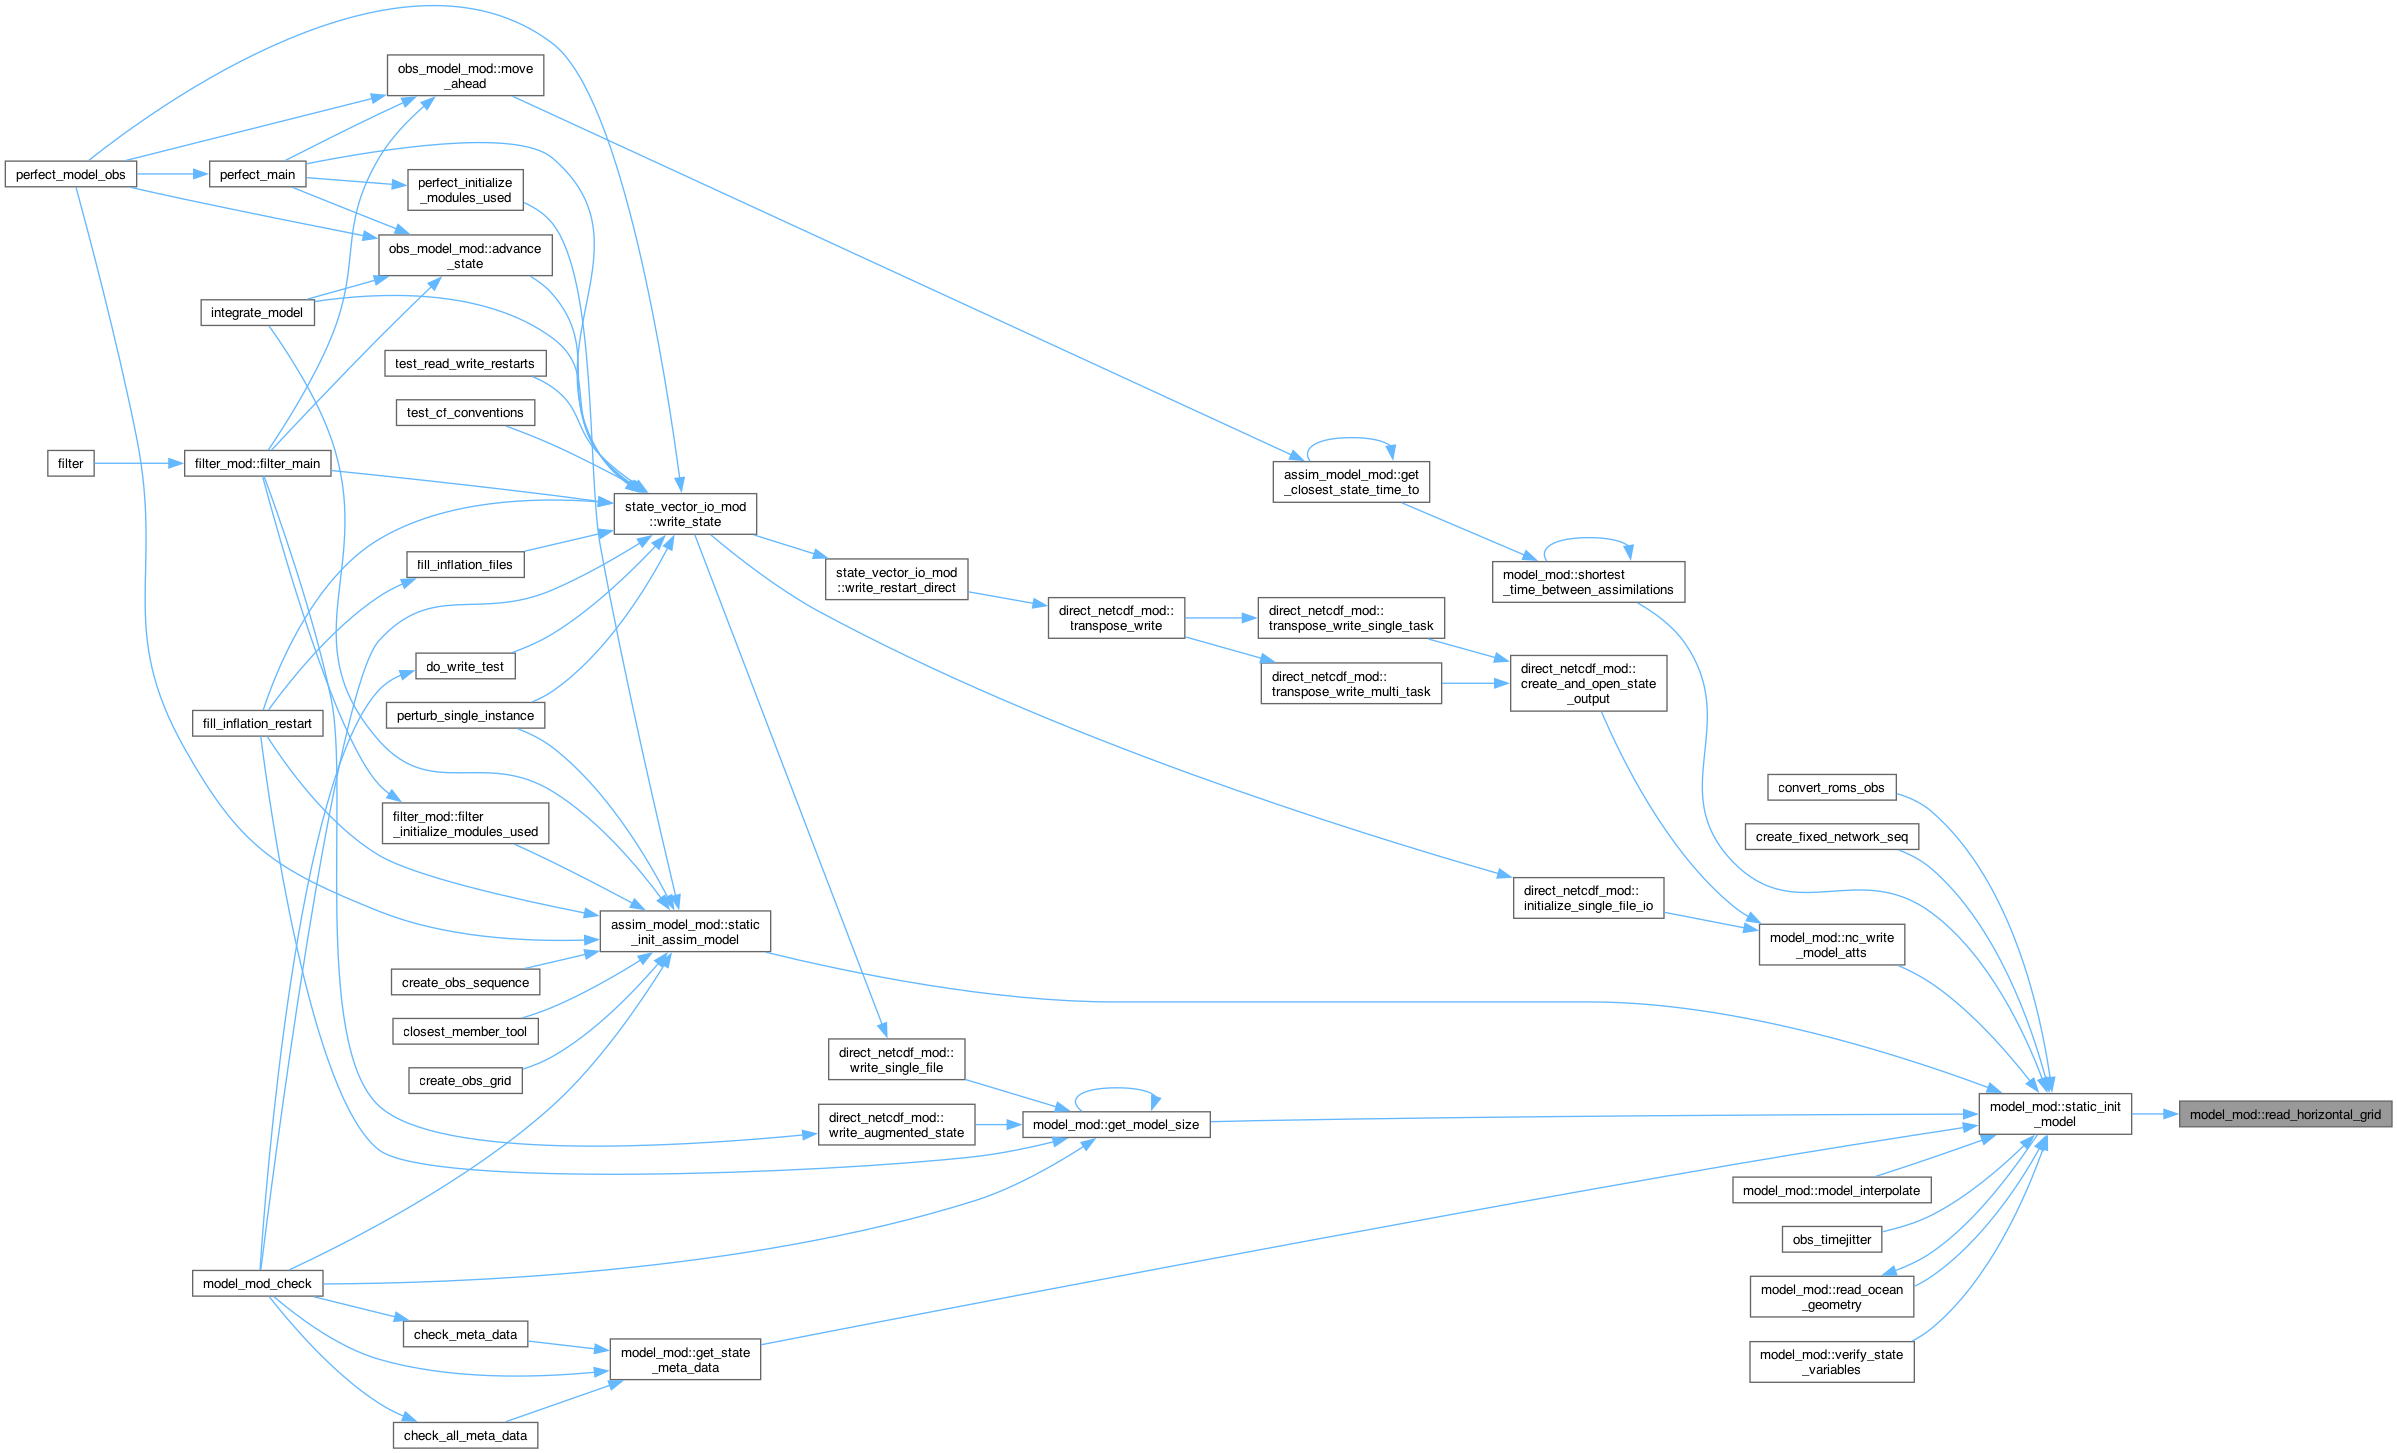 obs_model_mod::move
_ahead
perfect_model_obs
perfect_main
perfect_initialize
_modules_used
obs_model_mod::advance
_state
integrate_model
test_read_write_restarts
test_cf_conventions
filter
filter_mod::filter_main
state_vector_io_mod
::write_state
assim_model_mod::get
_closest_state_time_to
fill_inflation_files
state_vector_io_mod
::write_restart_direct
model_mod::shortest
_time_between_assimilations
direct_netcdf_mod::
transpose_write
direct_netcdf_mod::
transpose_write_single_task
do_write_test
direct_netcdf_mod::
transpose_write_multi_task
direct_netcdf_mod::
create_and_open_state
_output
perturb_single_instance
fill_inflation_restart
convert_roms_obs
filter_mod::filter
_initialize_modules_used
create_fixed_network_seq
direct_netcdf_mod::
initialize_single_file_io
assim_model_mod::static
_init_assim_model
model_mod::nc_write
_model_atts
create_obs_sequence
closest_member_tool
direct_netcdf_mod::
write_single_file
create_obs_grid
direct_netcdf_mod::
write_augmented_state
model_mod::get_model_size
model_mod::static_init
_model
model_mod::read_horizontal_grid
model_mod::model_interpolate
obs_timejitter
model_mod_check
model_mod::read_ocean
_geometry
check_meta_data
model_mod::get_state
_meta_data
model_mod::verify_state
_variables
check_all_meta_data